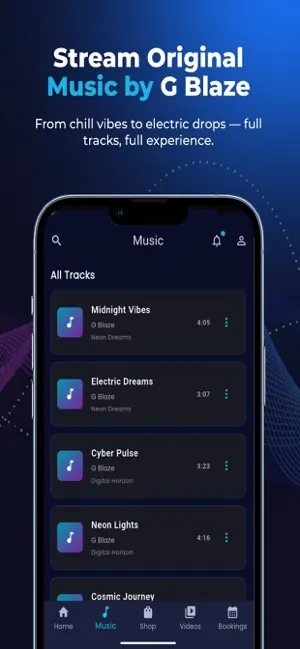 Stream Original
Music by G Blaze
From chill vibes to electric drops — full
tracks, full experience.
Music
All Tracks
Midnight Vibes
G Blaze
4:05
Neon Dreams
Electric Dreams
G Blaze
3:07
Neon Dreams
Cyber Pulse
G Blaze
3:23
Digital Horizon
Neon Lights
G Blaze
4:16
Digital Horizon
Cosmic Journey
Home Music Shop Videos Bookings